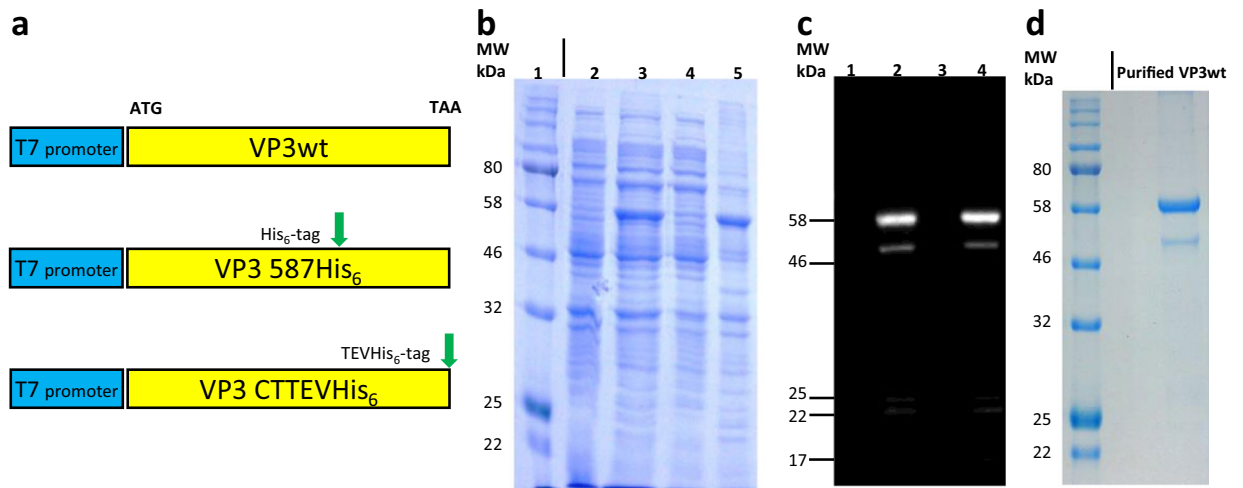 a
ATG TAA
T7 promoter VP3wt
His6-tag
T7 promoter VP3 587His6
TEVHis6-tag
T7 promoter VP3 CTTEVHis6
b
MW
kDa 1 2 3 4 5
80
58
46
32
25
22
c
MW
kDa 1 2 3 4
58
46
25
22
17
d
MW
kDa Purified VP3wt
80
58
46
32
25
22